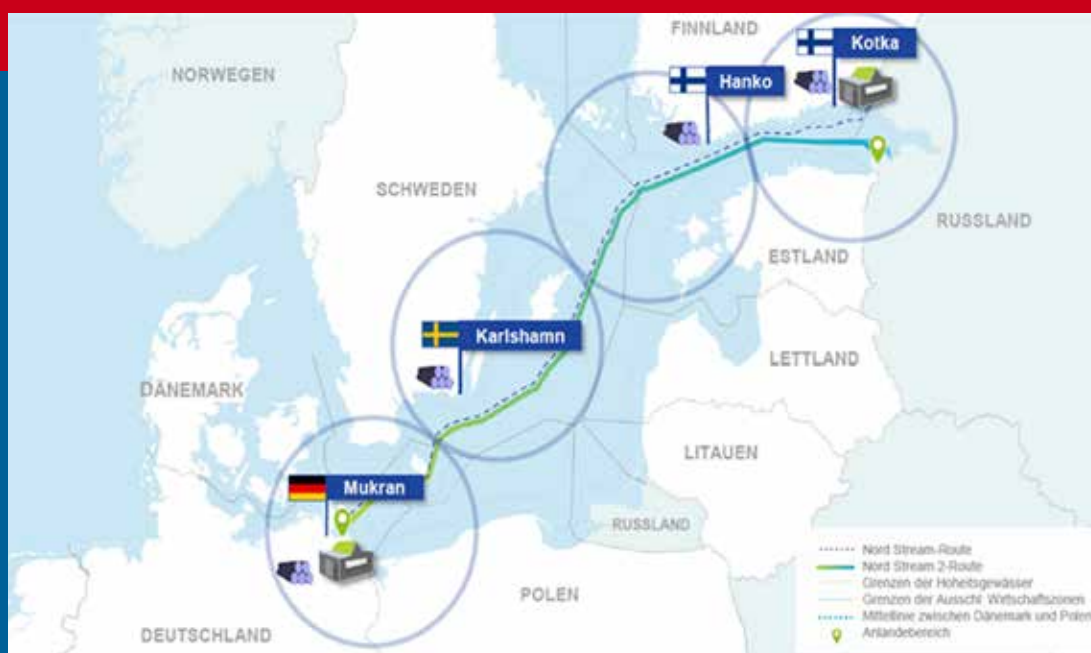 FINNLAND
Kotka
NORWEGEN
Hanko
SCHWEDEN
RUSSLAND
ESTLAND
Karlshamn
LETTLAND
DÄNEMARK
LITAUEN
Mukran
RUSSLAND
POLEN
DEUTSCHLAND
Nord Stream-Route
Nord Stream 2-Route
Grenzen der Hoheitsgewässer
Grenzen der Ausschl. Wirtschaftszonen
Mittellinie zwischen Dänemark und Polen
Anlandebereich